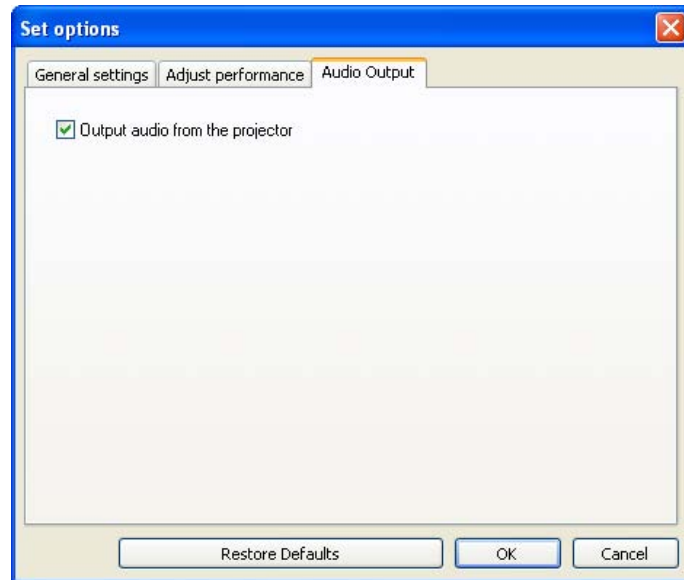 Set options
General settings Adjust performance Audio Output
Output audio from the projector
Restore Defaults OK Cancel